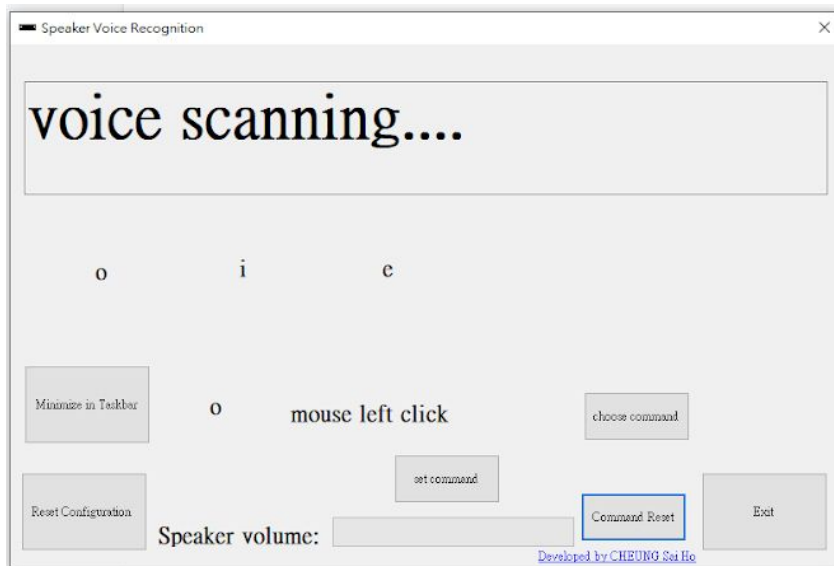 Speaker Voice Recognition
voice scanning....
o i e
Minimize in Taskbar
o mouse left click
choose command
set command
Reset Configuration
Speaker volume:
Command Reset
Exit
Developed by CHEUNG Sai Ho